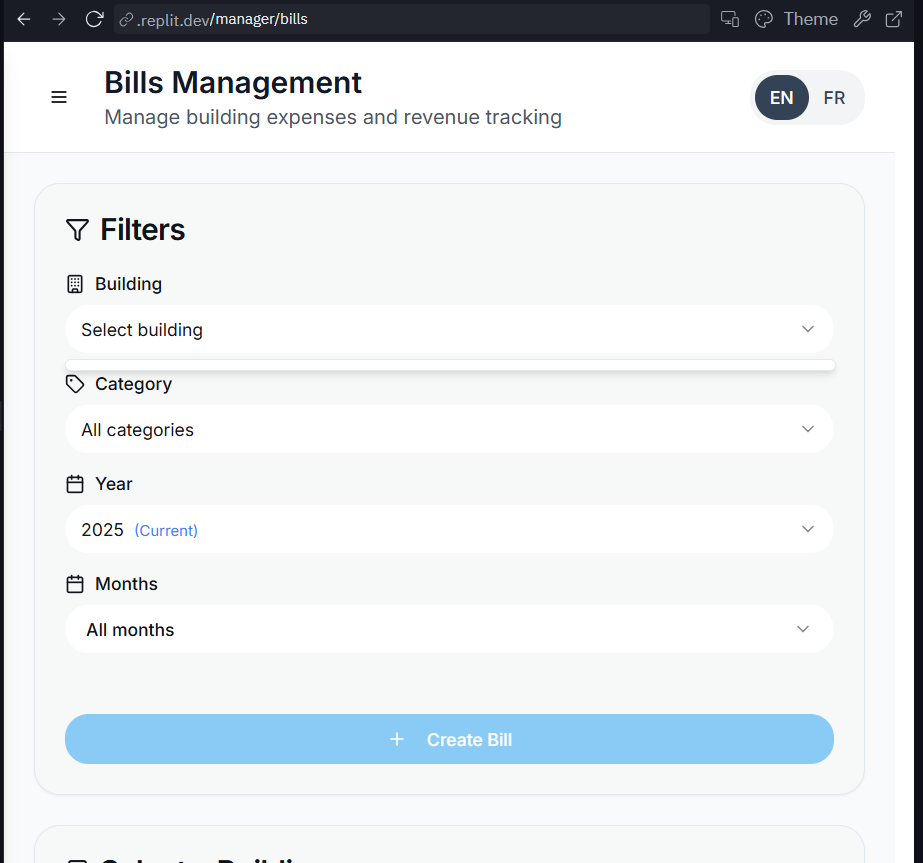 .replit.dev/manager/bills
Theme
Bills Management
Manage building expenses and revenue tracking
EN FR
Filters
Building
Select building
Category
All categories
Year
2025 (Current)
Months
All months
+ Create Bill